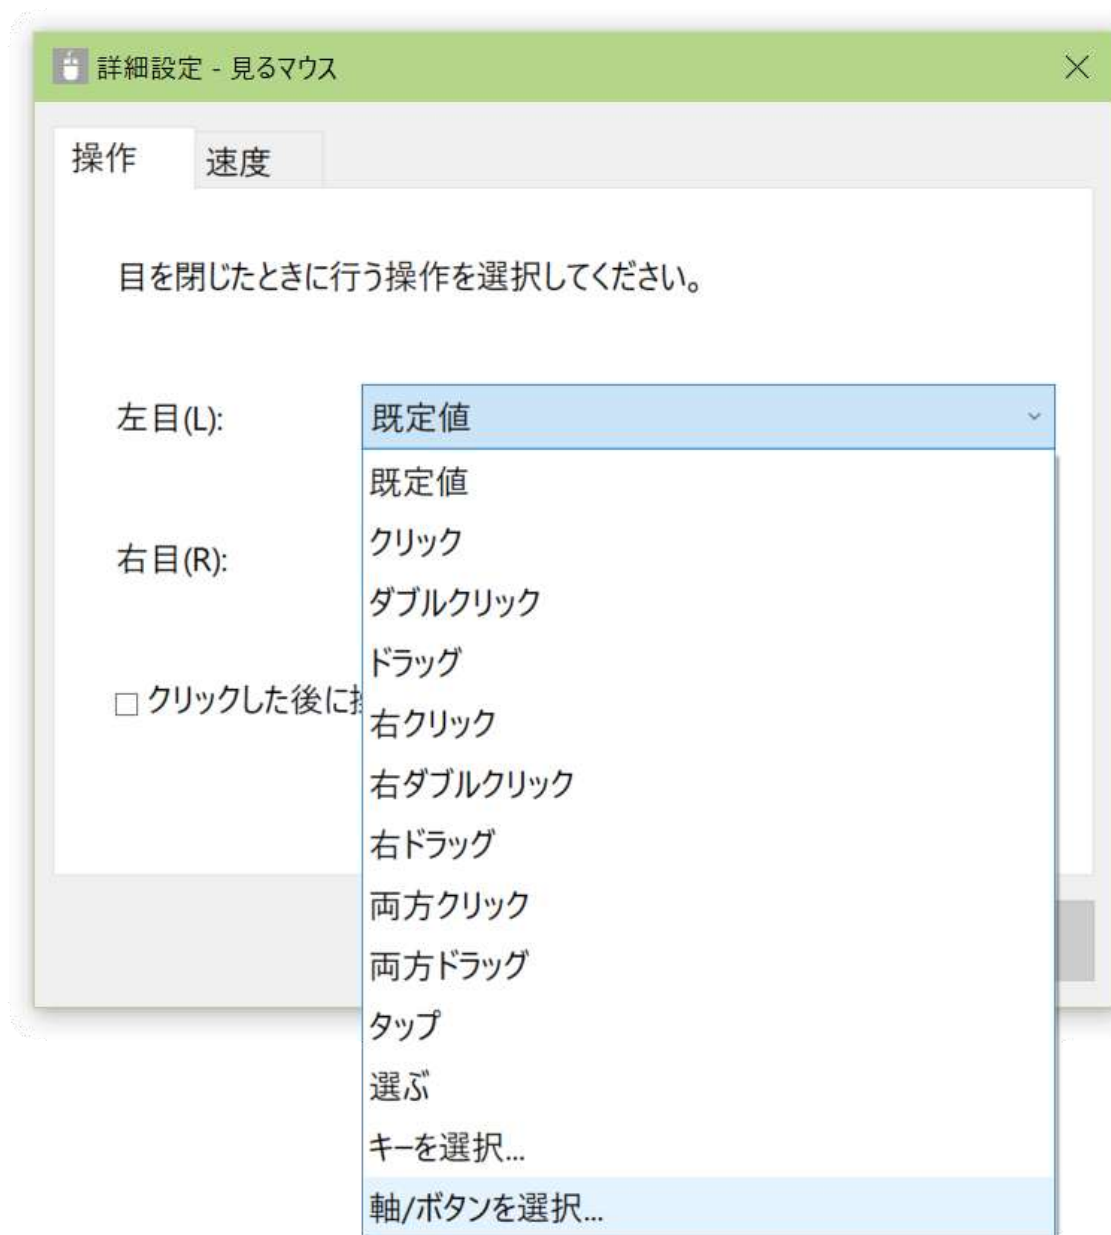 詳細設定 - 見るマウス
操作
速度
目を閉じたときに行う操作を選択してください。
左目(L):
既定値
既定値
クリック
右目(R):
ダブルクリック
ドラッグ
クリックした後に
右クリック
右ダブルクリック
右ドラッグ
両方クリック
両方ドラッグ
タップ
選ぶ
キーを選択...
軸/ボタンを選択...